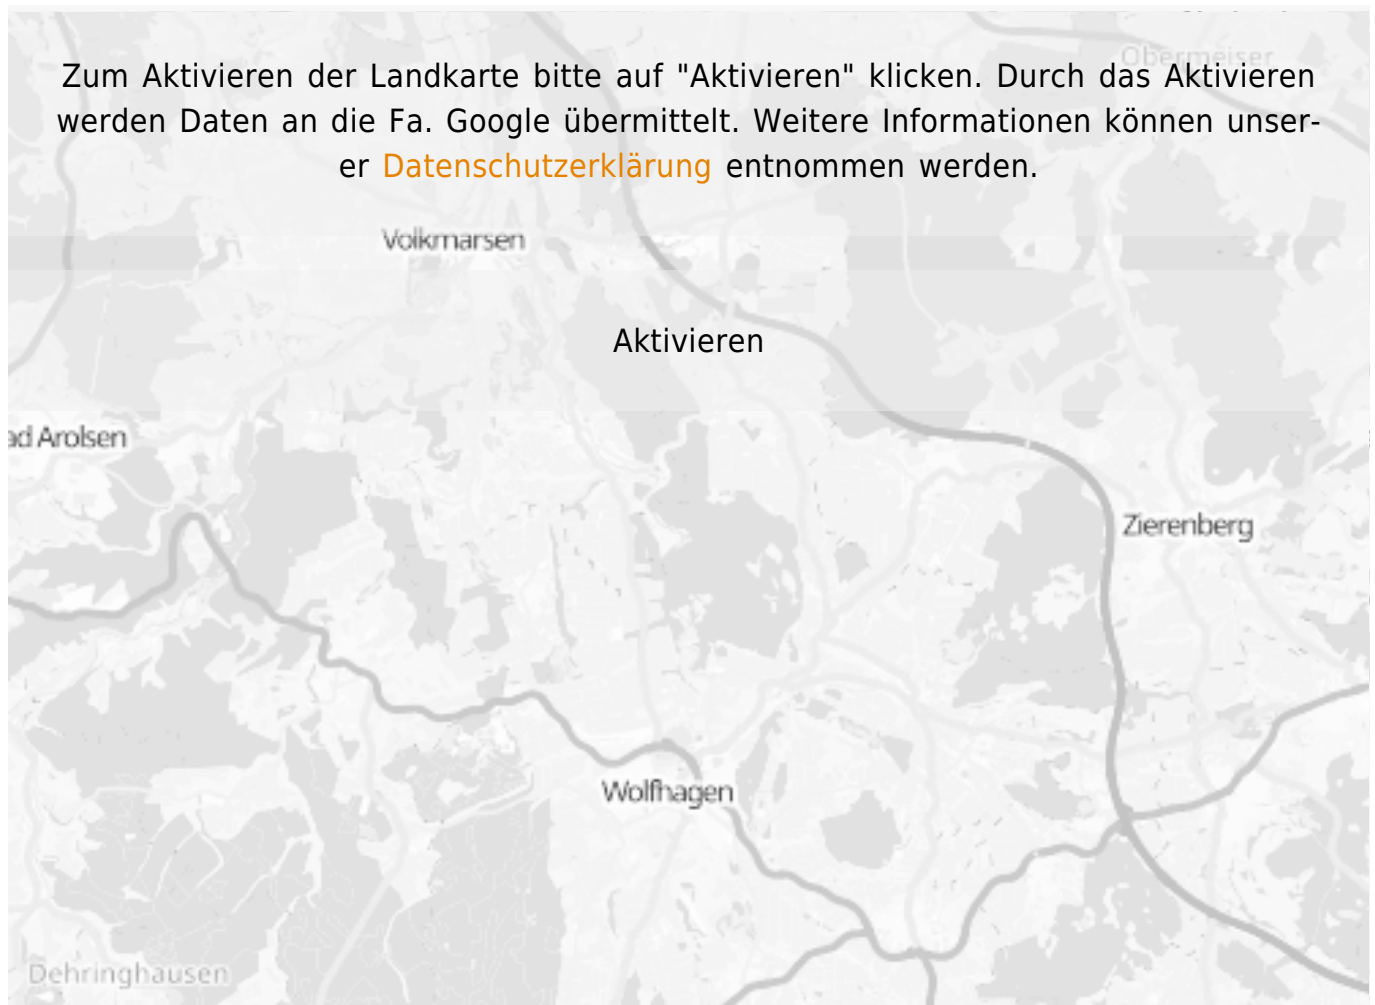 Obermeiser
Zum Aktivieren der Landkarte bitte auf "Aktivieren" klicken. Durch das Aktivieren
werden Daten an die Fa. Google übermittelt. Weitere Informationen können unser-
er Datenschutzerklärung entnommen werden.
Volkmarsen
Aktivieren
ad Arolsen
Zierenberg
Wolfhagen
Dehringhausen